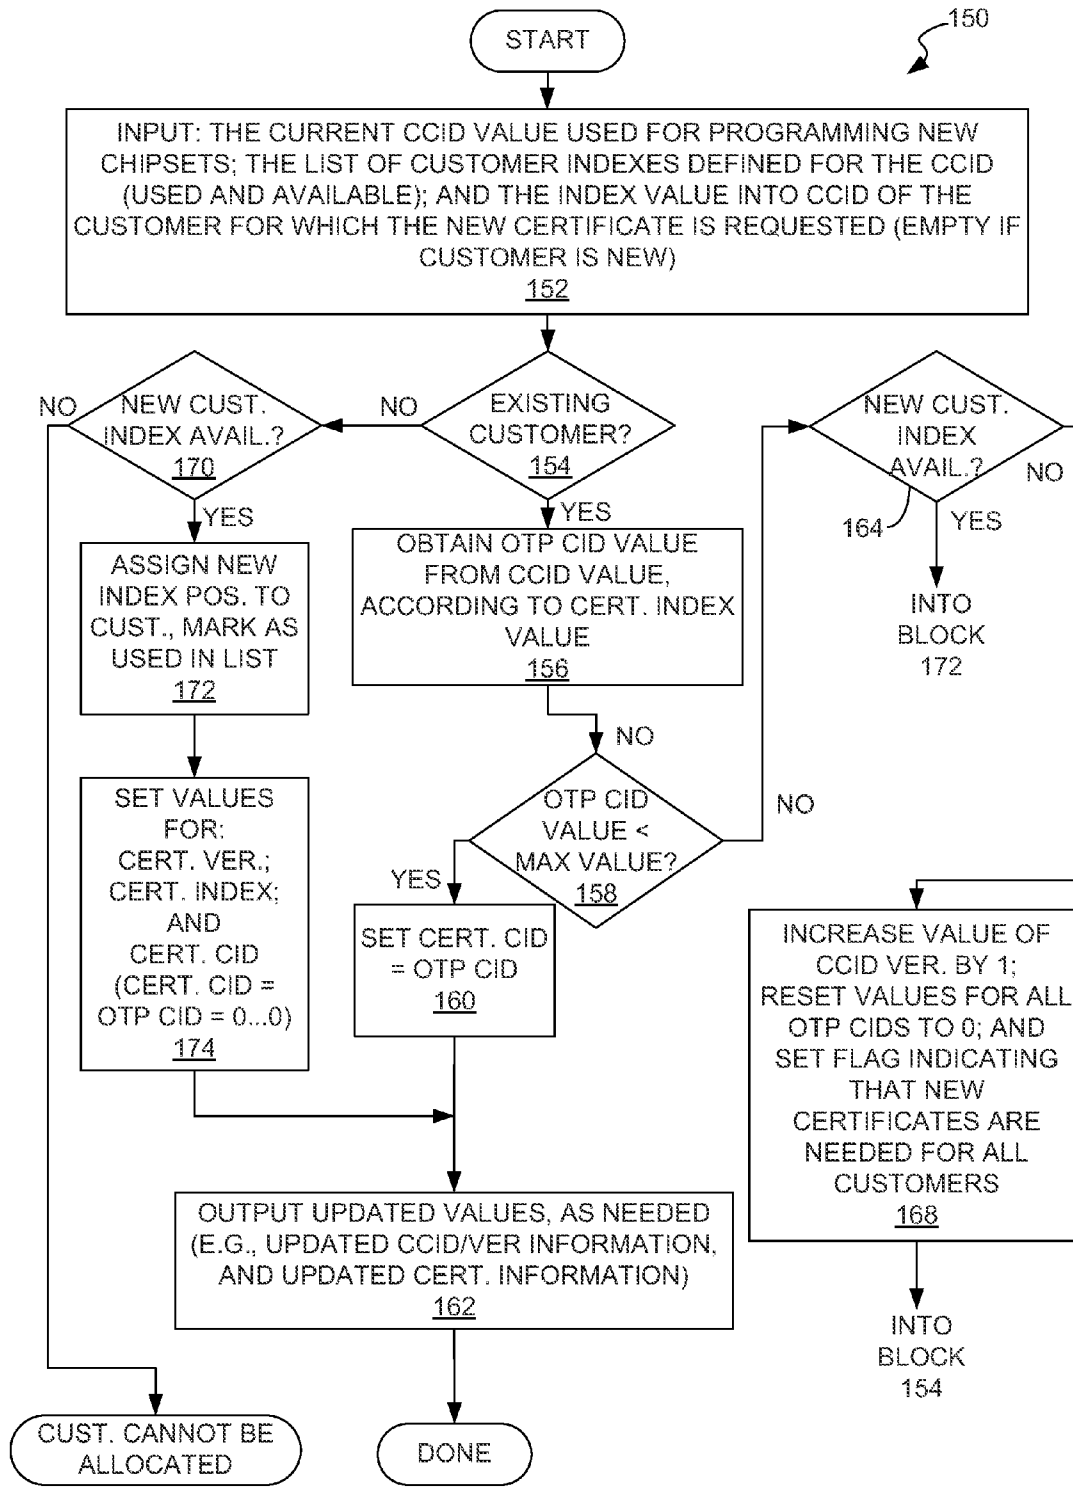 150
START
INPUT: THE CURRENT CCID VALUE USED FOR PROGRAMMING NEW
CHIPSETS; THE LIST OF CUSTOMER INDEXES DEFINED FOR THE CCID
(USED AND AVAILABLE); AND THE INDEX VALUE INTO CCID OF THE
CUSTOMER FOR WHICH THE NEW CERTIFICATE IS REQUESTED (EMPTY IF
CUSTOMER IS NEW)
152
NO
NEW CUST.
INDEX AVAIL.?
170
YES
NO
EXISTING
CUSTOMER?
154
YES
NEW CUST.
INDEX
AVAIL.?
NO
164
YES
INTO
BLOCK
172
ASSIGN NEW
INDEX POS. TO
CUST., MARK AS
USED IN LIST
172
OBTAIN OTP CID VALUE
FROM CCID VALUE,
ACCORDING TO CERT. INDEX
VALUE
156
NO
SET VALUES
FOR:
CERT. VER.;
CERT. INDEX;
AND
CERT. CID
(CERT. CID =
OTP CID = 0...0)
174
OTP CID
VALUE <
MAX VALUE?
158
NO
YES
SET CERT. CID
= OTP CID
160
INCREASE VALUE OF
CCID VER. BY 1;
RESET VALUES FOR ALL
OTP CIDS TO 0; AND
SET FLAG INDICATING
THAT NEW
CERTIFICATES ARE
NEEDED FOR ALL
CUSTOMERS
168
INTO
BLOCK
154
OUTPUT UPDATED VALUES, AS NEEDED
(E.G., UPDATED CCID/VER INFORMATION,
AND UPDATED CERT. INFORMATION)
162
CUST. CANNOT BE
ALLOCATED
DONE